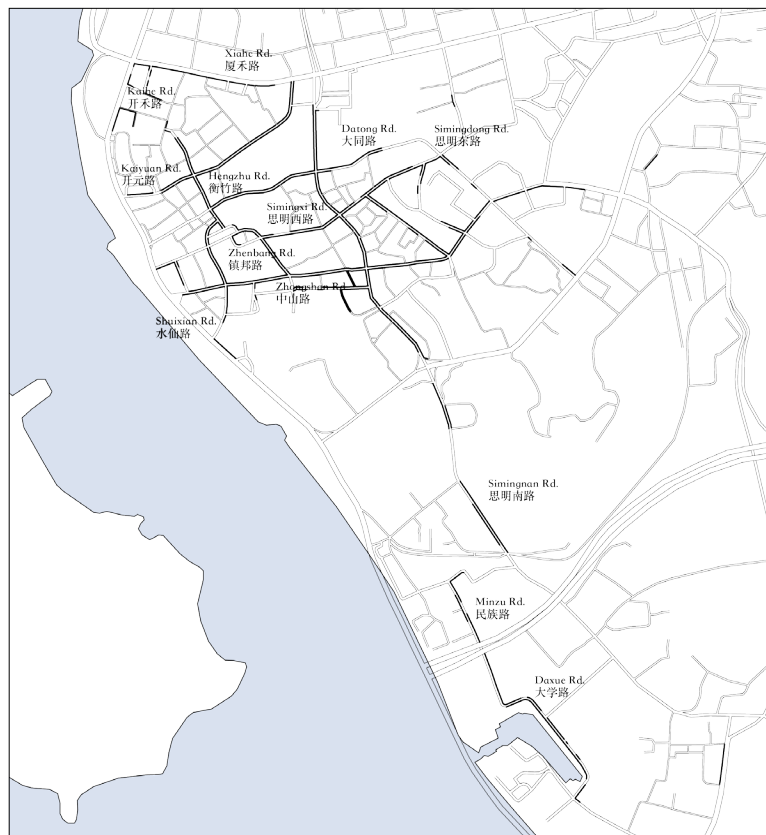 Xiahe Rd.
厦禾路
Kaihe Rd.
开禾路
Datong Rd.
大同路
Simingdong Rd.
思明东路
Kaiyuan Rd.
开元路
Hengzhu Rd.
衡竹路
Simingxi Rd.
思明西路
Zhenbang Rd.
镇邦路
Zhongshan Rd.
中山路
Shuixian Rd.
水仙路
Simingnan Rd.
思明南路
Minzu Rd.
民族路
Daxue Rd.
大学路